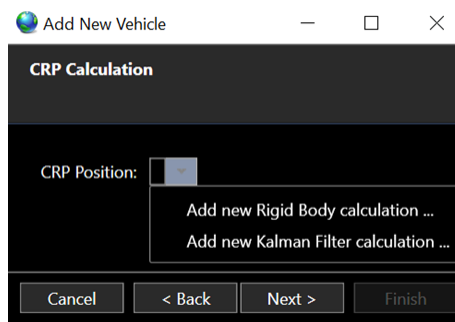 Add New Vehicle
CRP Calculation
CRP Position:
Add new Rigid Body calculation ...
Add new Kalman Filter calculation ...
Cancel
< Back
Next >
Finish